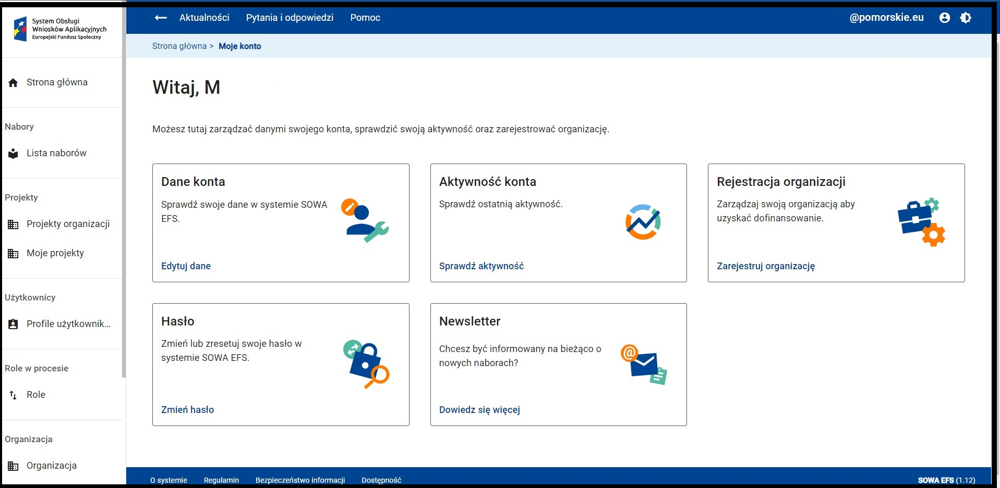 System Obsługi
Wniosków Aplikacyjnych
Europejski Fundusz Społeczny
Aktualności
Pytania i odpowiedzi
Pomoc
@pomorskie.eu
Strona główna > Moje konto
Strona główna
Nabory
Lista naborów
Projekty
Projekty organizacji
Moje projekty
Użytkownicy
Profile użytkownik...
Role w procesie
Role
Organizacja
Organizacja
Witaj, M
Możesz tutaj zarządzać danymi swojego konta, sprawdzić swoją aktywność oraz zarejestrować organizację.
Dane konta
Sprawdź swoje dane w systemie SOWA
EFS.
Edytuj dane
Aktywność konta
Sprawdź ostatnią aktywność.
Sprawdź aktywność
Rejestracja organizacji
Zarządzaj swoją organizacją aby
uzyskać dofinansowanie.
Zarejestruj organizację
Hasło
Zmień lub zresetuj swoje hasło w
systemie SOWA EFS.
Zmień hasło
Newsletter
Chcesz być informowany na bieżąco o
nowych naborach?
@
Dowiedz się więcej
O systemie
Regulamin
Bezpieczeństwo informacji
Dostępność
SOWA EFS (1.12)